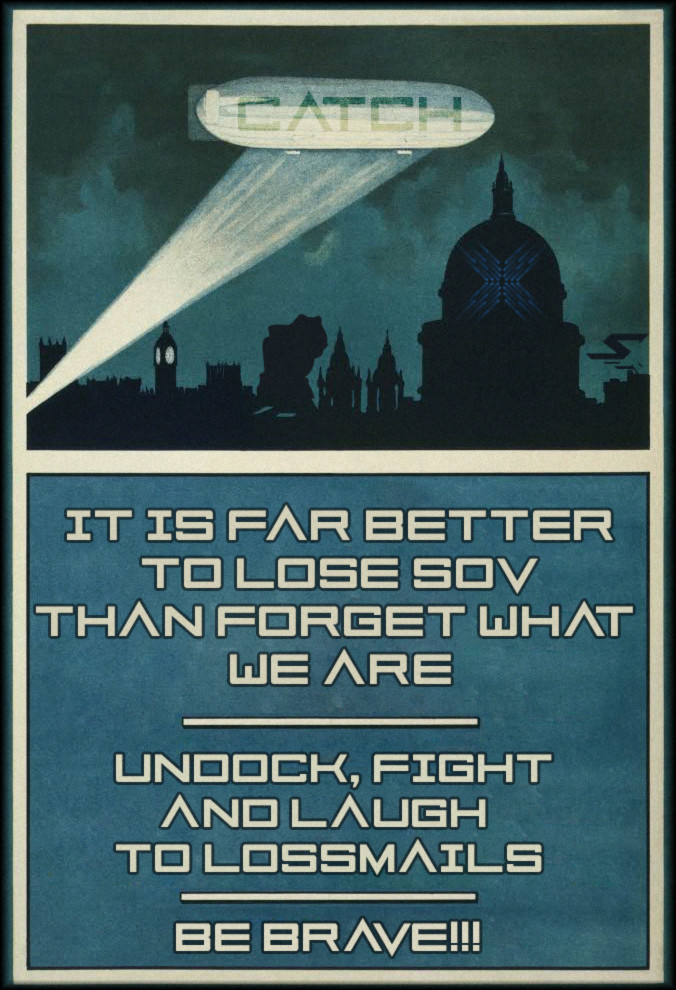 CATCH
IT IS FAR BETTER
TO LOSE SOV
THAN FORGET WHAT
WE ARE
UNDOCK, FIGHT
AND LAUGH
TO LOSSMAILS
BE BRAVE!!!